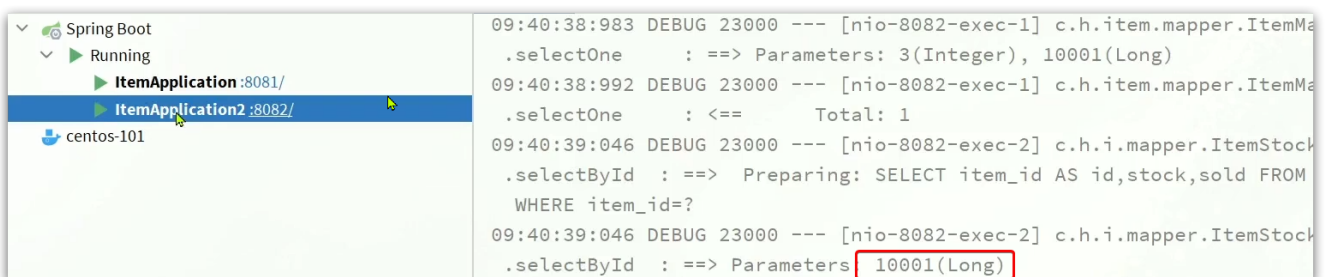 Spring Boot
Running
ItemApplication :8081/
ItemApplication2 :8082/
centos-101
09:40:38:983 DEBUG 23000 --- [nio-8082-exec-1] c.h.item.mapper.ItemMa
.selectOne : ==> Parameters: 3(Integer), 10001(Long)
09:40:38:992 DEBUG 23000 --- [nio-8082-exec-1] c.h.item.mapper.ItemMa
.selectOne : <== Total: 1
09:40:39:046 DEBUG 23000 --- [nio-8082-exec-2] c.h.i.mapper.ItemStock
.selectById : ==> Preparing: SELECT item_id AS id,stock,sold FROM
WHERE item_id=?
09:40:39:046 DEBUG 23000 --- [nio-8082-exec-2] c.h.i.mapper.ItemStock
.selectById : ==> Parameters 10001(Long)